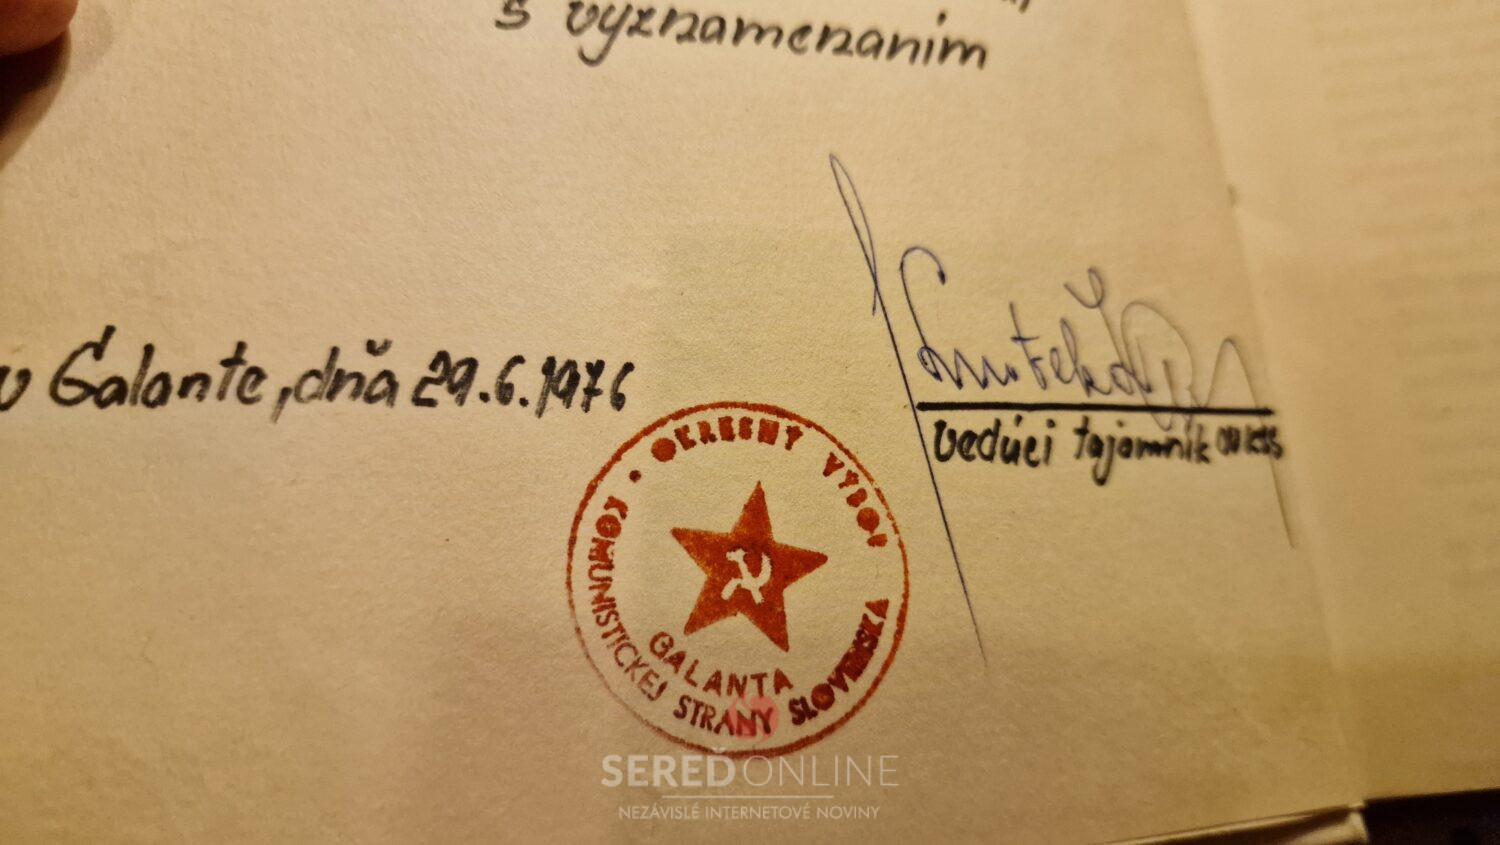 s vyznamenaním
v Galante, dňa 29.6.1976
vedúci tajomník OV KSS
OKRESNÝ VÝBOR
KOMUNISTICKEJ STRANY SLOVENSKA
GALANTA
SEREĎONLINE
NEZÁVISLÉ INTERNETOVÉ NOVINY